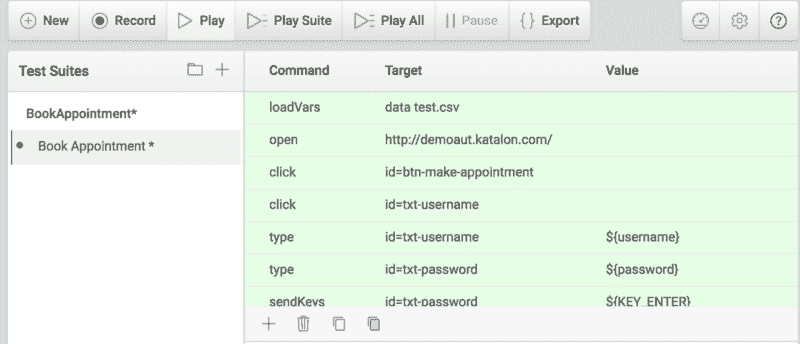 New Record Play Play Suite Play All Pause Export
Test Suites
BookAppointment*
Book Appointment *
Command Target Value
loadVars data test.csv
open http://demoaut.katalon.com/
click id=btn-make-appointment
click id=txt-username
type id=txt-username ${username}
type id=txt-password ${password}
sendKeys id=txt-password ${KEY_ENTER}